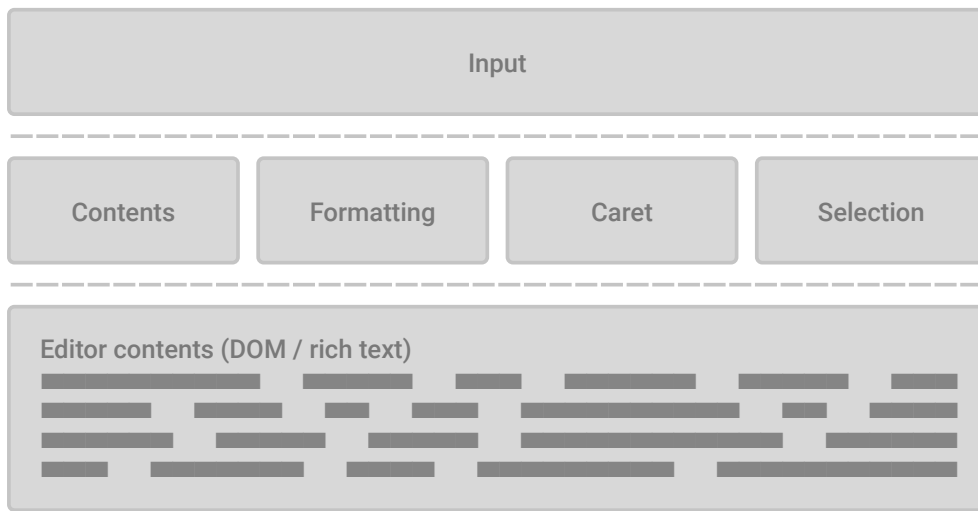 Input
Contents
Formatting
Caret
Selection
Editor contents (DOM / rich text)